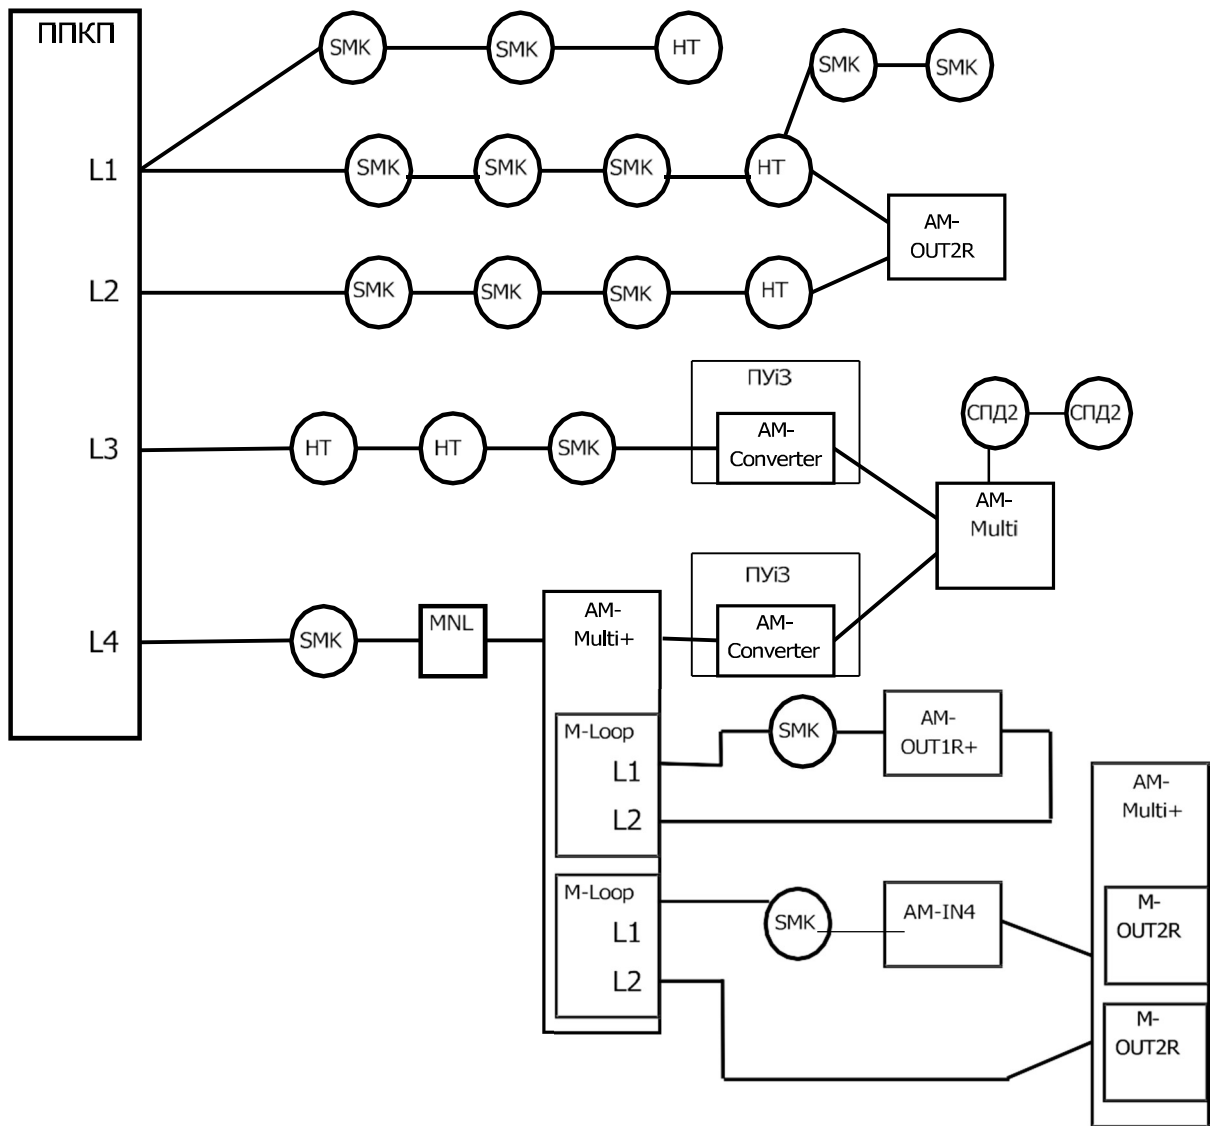 ППКП
SMK
SMK
HT
SMK
SMK
L1
SMK
SMK
SMK
HT
AM-
OUT2R
L2
SMK
SMK
SMK
HT
L3
HT
HT
SMK
ПУіЗ
AM-
Converter
СПД2
СПД2
AM-
Multi
L4
SMK
MNL
AM-
Multi+
ПУіЗ
AM-
Converter
M-Loop
L1
L2
SMK
AM-
OUT1R+
M-Loop
L1
L2
SMK
AM-IN4
AM-
Multi+
M-
OUT2R
M-
OUT2R